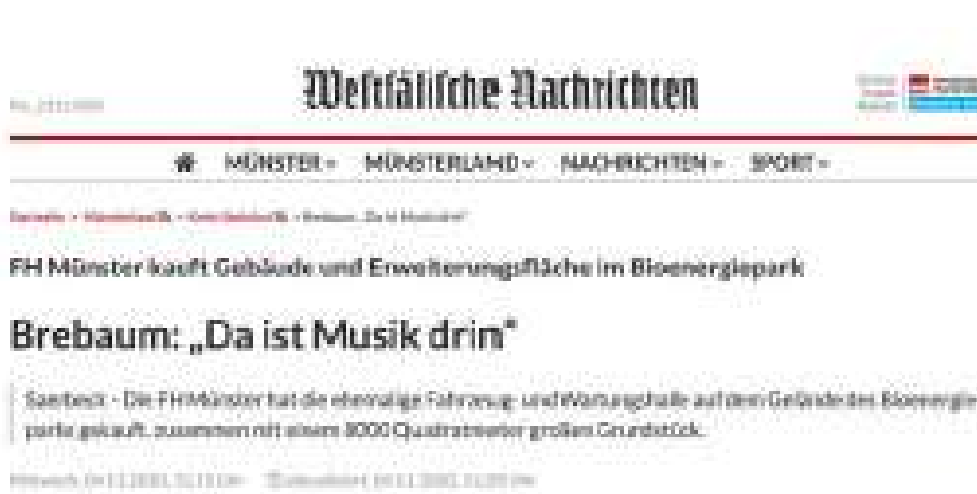 Westfälische Nachrichten
MÜNSTER MÜNSTERLAND NACHRICHTEN SPORT
FH Münster kauft Gebäude und Erweiterungsfläche im Bioenergiepark
Brebaum: „Da ist Musik drin“
Saerbeck - Die FH Münster hat die ehemalige Fahrzeug- und Wartungshalle auf dem Gelände des Bioenergie
parks gekauft, zusammen mit einem 8000 Quadratmeter großen Grundstück.